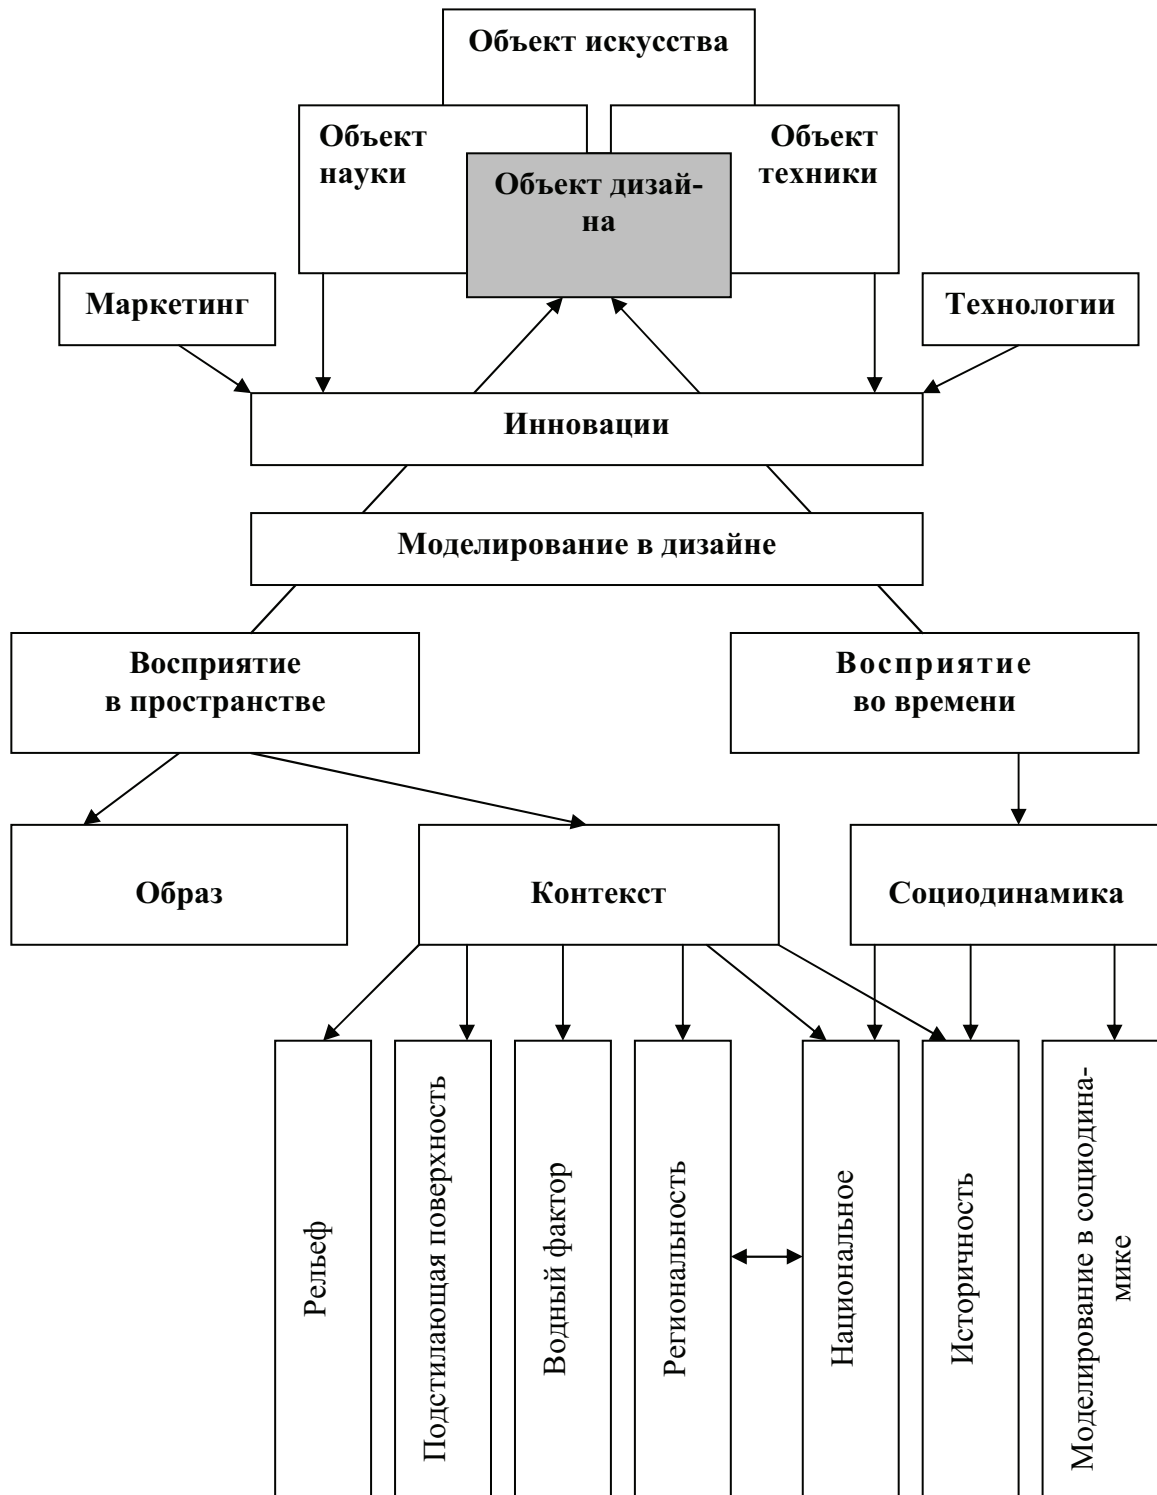 Объект искусства
Объект
науки
Объект
техники
Объект дизай-
на
Маркетинг
Технологии
Инновации
Моделирование в дизайне
Восприятие
в пространстве
Восприятие
во времени
Образ
Контекст
Социодинамика
Рельеф
Подстилающая поверхность
Водный фактор
Региональность
Национальное
Историчность
Моделирование в социодина-
мике